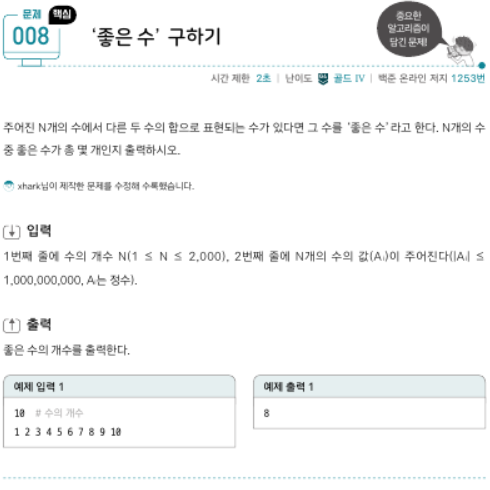 문제 핵심
008 '좋은 수' 구하기
중요한
알고리즘이
담긴 문제!
시간 제한 2초 | 난이도 골드 IV | 백준 온라인 저지 1253번
주어진 N개의 수에서 다른 두 수의 합으로 표현되는 수가 있다면 그 수를 '좋은 수'라고 한다. N개의 수
중 좋은 수가 총 몇 개인지 출력하시오.
xhark님이 제작한 문제를 수정해 수록했습니다.
입력
1번째 줄에 수의 개수 N(1 ≤ N ≤ 2,000), 2번째 줄에 N개의 수의 값(Aᵢ)이 주어진다(|Aᵢ| ≤
1,000,000,000, Aᵢ는 정수).
출력
좋은 수의 개수를 출력한다.
예제 입력 1
10 # 수의 개수
1 2 3 4 5 6 7 8 9 10
예제 출력 1
8